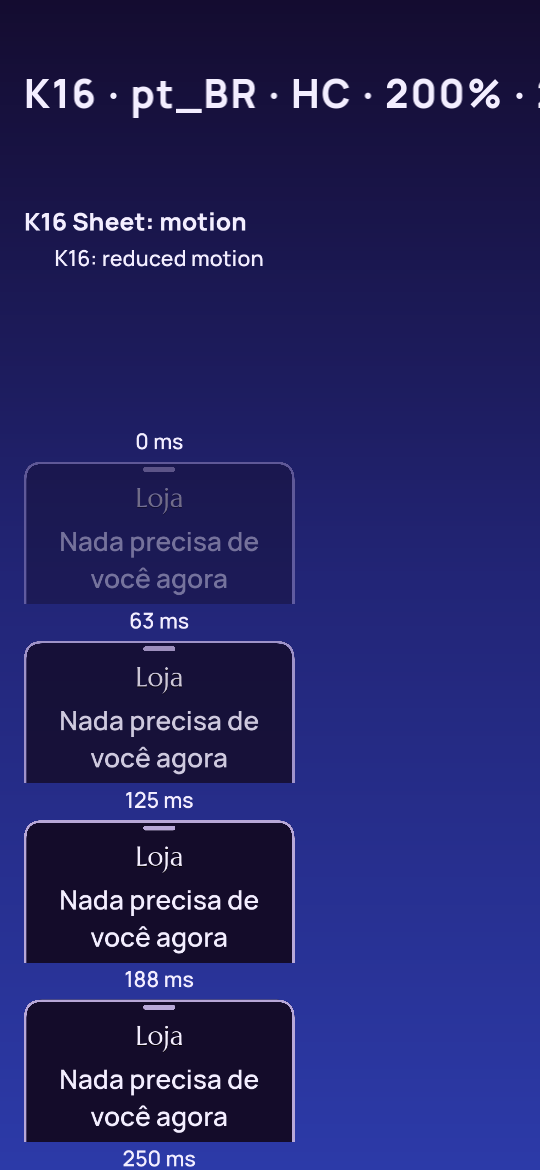 K16 · pt_BR · HC · 200% ·
K16 Sheet: motion
K16: reduced motion
0 ms
Loja
Nada precisa de
você agora
63 ms
Loja
Nada precisa de
você agora
125 ms
Loja
Nada precisa de
você agora
188 ms
Loja
Nada precisa de
você agora
250 ms